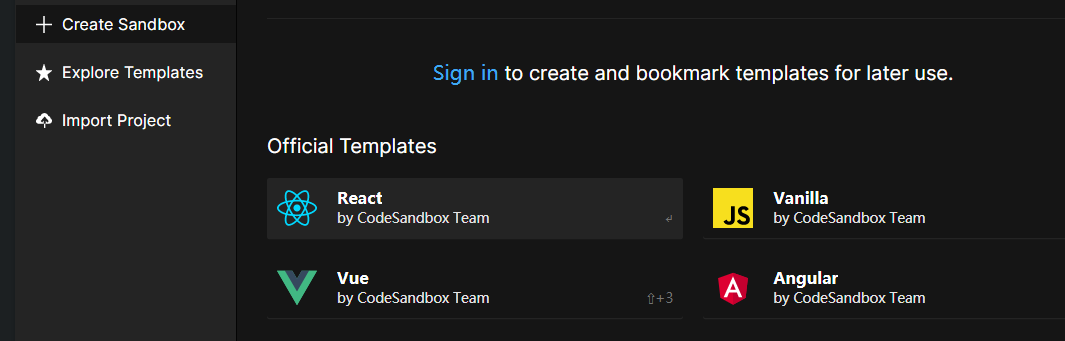 Create Sandbox
Explore Templates
Import Project
Sign in to create and bookmark templates for later use.
Official Templates
React
by CodeSandbox Team
↵
JS
Vanilla
by CodeSandbox Team
Vue
by CodeSandbox Team
⇧+3
A
Angular
by CodeSandbox Team